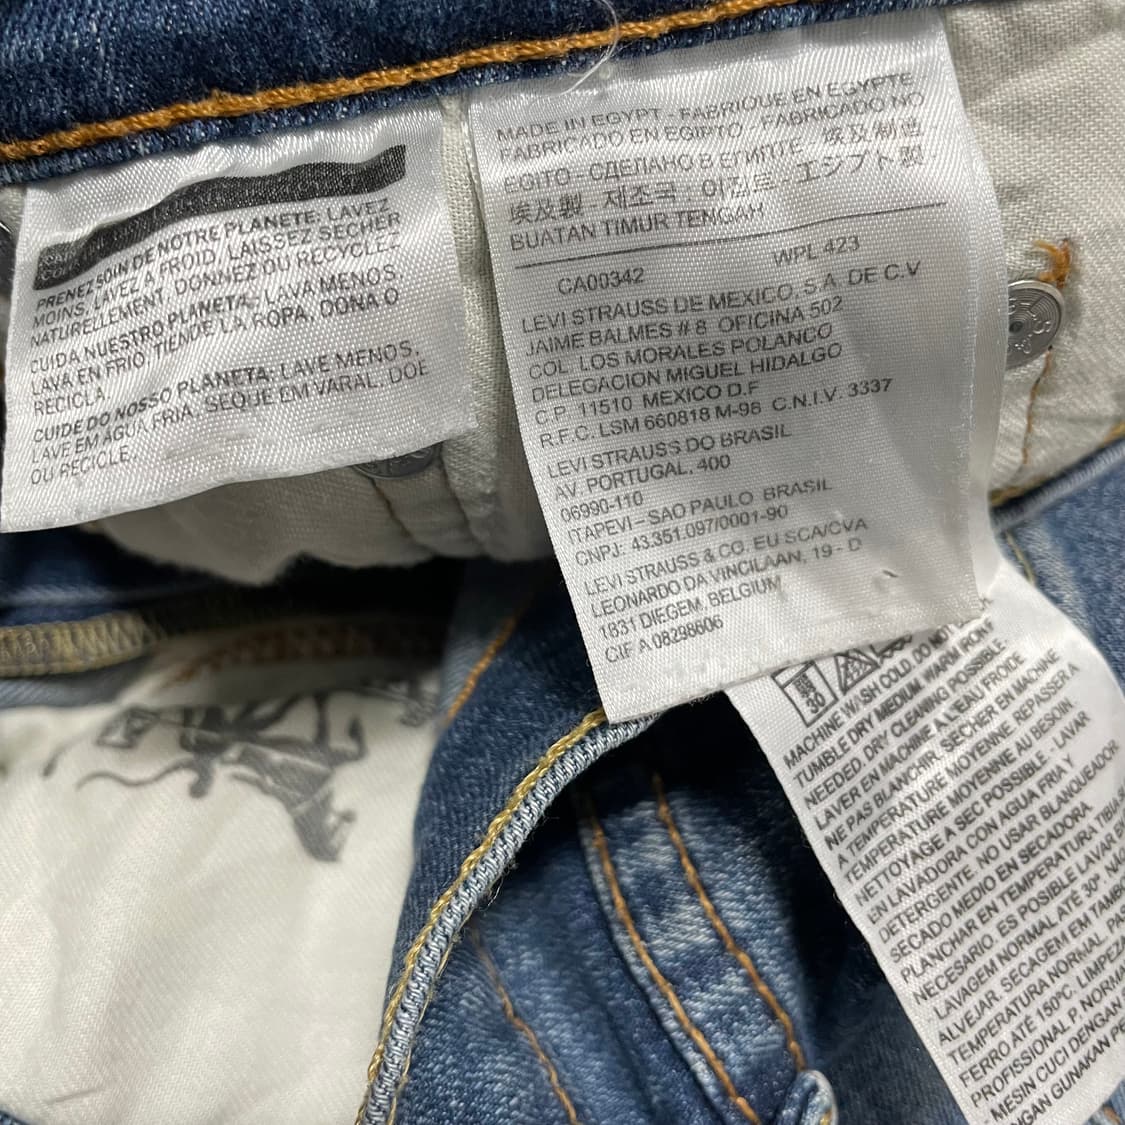 PRENEZ SOIN DE NOTRE PLANETE: LAVEZ
MOINS, LAVEZ A FROID, LAISSEZ SECHER
NATURELLEMENT, DONNEZ OU RECYCLEZ
CUIDA NUESTRO PLANETA: LAVA MENOS,
LAVA EN FRIO, TIENDE LA ROPA, DONA O
RECICLA.
CUIDE DO NOSSO PLANETA: LAVE MENOS,
LAVE EM ÁGUA FRIA, SEQUE EM VARAL, DOE
OU RECICLE.
MADE IN EGYPT - FABRIQUE EN EGYPTE
FABRICADO EN EGIPTO - FABRICADO NO
EGITO - СДЕЛАНО В ЕГИПТЕ - 埃及制造
埃及製 - 제조국 : 이집트 - エジプト製
BUATAN TIMUR TENGAH
CA00342 WPL 423
LEVI STRAUSS DE MEXICO, S.A. DE C.V
JAIME BALMES # 8 OFICINA 502
COL LOS MORALES POLANCO
DELEGACION MIGUEL HIDALGO
C.P. 11510 MEXICO D.F
R.F.C. LSM 660818 M-98 C.N.I.V. 3337
LEVI STRAUSS DO BRASIL
AV. PORTUGAL, 400
06990-110
ITAPEVI – SAO PAULO BRASIL
CNPJ: 43.351.097/0001-90
LEVI STRAUSS & CO. EU SCA/CVA
LEONARDO DA VINCILAAN, 19 - D
1831 DIEGEM, BELGIUM
CIF A 08298606
30
MACHINE WASH COLD. DO NOT
TUMBLE DRY MEDIUM. WARM IRON IF
NEEDED. DRY CLEANING POSSIBLE.
LAVER EN MACHINE A L'EAU FROIDE
NE PAS BLANCHIR. SECHER EN MACHINE
A TEMPERATURE MOYENNE. REPASSER A
TEMPERATURE MOYENNE AU BESOIN.
NETTOYAGE A SEC POSSIBLE - LAVAR
EN LAVADORA CON AGUA FRIA Y
DETERGENTE. NO USAR BLANQUEADOR
SECADO MEDIO EN SECADORA
PLANCHAR EN TEMPERATURA TIBIA
NECESARIO. ES POSSIBLE LAVAR
LAVAGEM NORMAL ATÉ 30°
ALVEJAR. SECAGEM EM
TEMPERATURA NORMAL.
FERRO ATÉ 150ºC. LIMPEZA
PROFISSIONAL P. NORMAL
- MESIN CUCI DENGAN
GUNAKAN